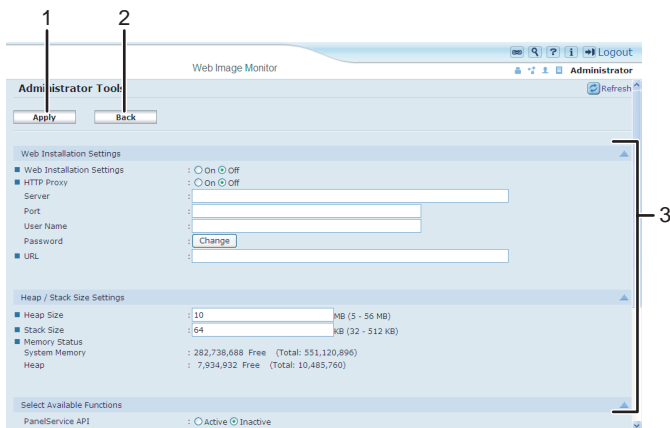 1 2
Logout
Web Image Monitor
Administrator
Administrator Tools
Refresh
Apply Back
Web Installation Settings
Web Installation Settings : On Off
HTTP Proxy : On Off
Server :
Port :
User Name :
Password : Change
URL :
3
Heap / Stack Size Settings
Heap Size : 10 MB (5 - 56 MB)
Stack Size : 64 KB (32 - 512 KB)
Memory Status
System Memory : 282,738,688 Free (Total: 551,120,896)
Heap : 7,934,932 Free (Total: 10,485,760)
Select Available Functions
PanelService API : Active Inactive